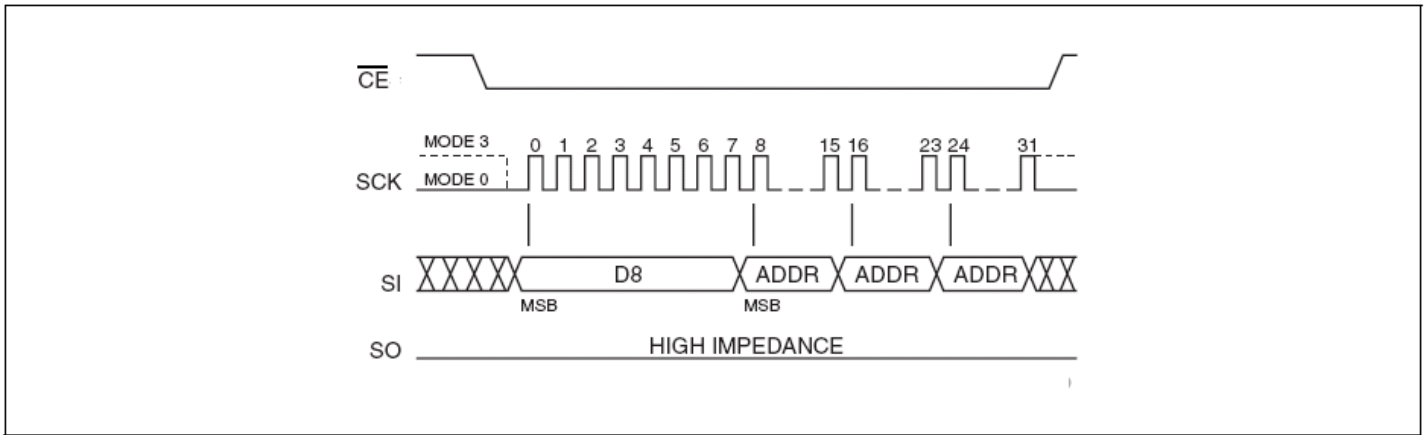 CE
MODE 3
0 1 2 3 4 5 6 7 8 15 16 23 24 31
SCK MODE 0
SI D8 ADDR ADDR ADDR
MSB MSB
SO HIGH IMPEDANCE